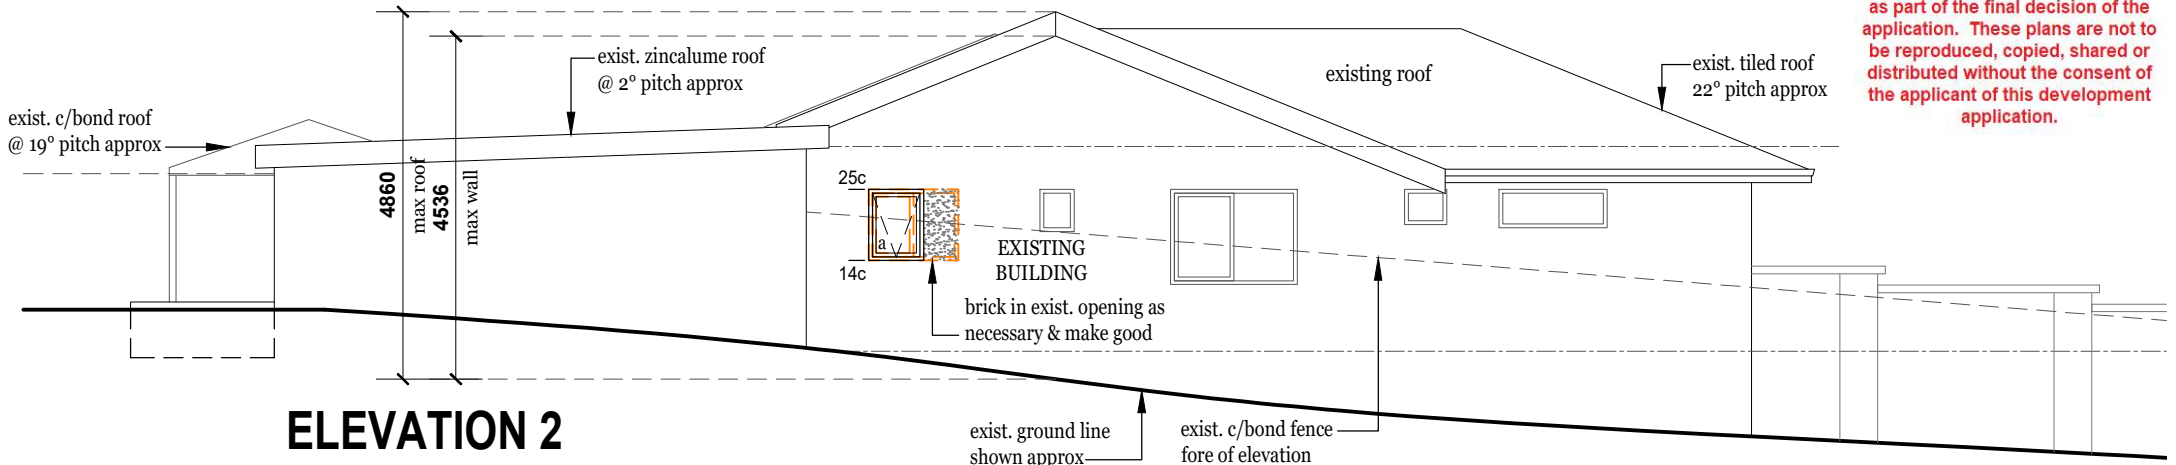 as part of the final decision of the
application. These plans are not to
be reproduced, copied, shared or
distributed without the consent of
the applicant of this development
application.
exist. zincalume roof
@ 2° pitch approx
existing roof
exist. tiled roof
22° pitch approx
exist. c/bond roof
@ 19° pitch approx
4860
max roof
4536
max wall
25c
a
14c
EXISTING
BUILDING
brick in exist. opening as
necessary & make good
ELEVATION 2
exist. ground line
shown approx
exist. c/bond fence
fore of elevation